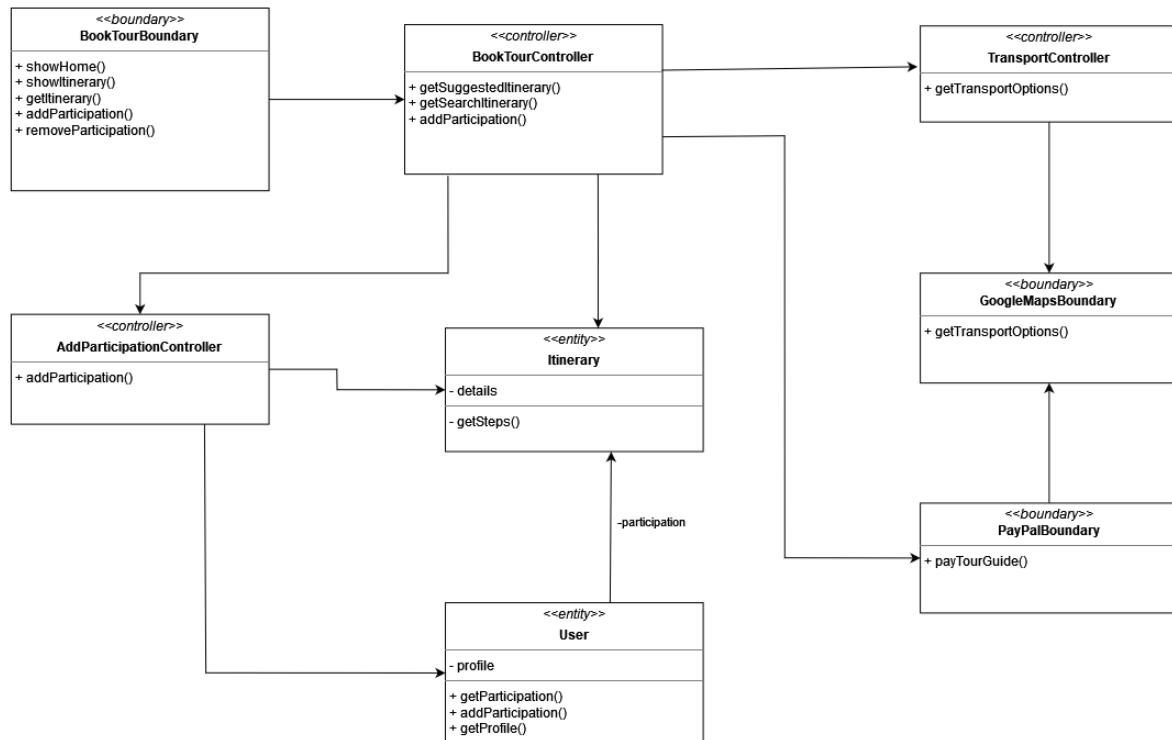 <<boundary>>
BookTourBoundary
+ showHome()
+ showItinerary()
+ getItinerary()
+ addParticipation()
+ removeParticipation()
<<controller>>
BookTourController
+ getSuggestedItinerary()
+ getSearchItinerary()
+ addParticipation()
<<controller>>
TransportController
+ getTransportOptions()
<<boundary>>
GoogleMapsBoundary
+ getTransportOptions()
<<controller>>
AddParticipationController
+ addParticipation()
<<entity>>
Itinerary
- details
- getSteps()
-participation
<<boundary>>
PayPalBoundary
+ payTourGuide()
<<entity>>
User
- profile
+ getParticipation()
+ addParticipation()
+ getProfile()